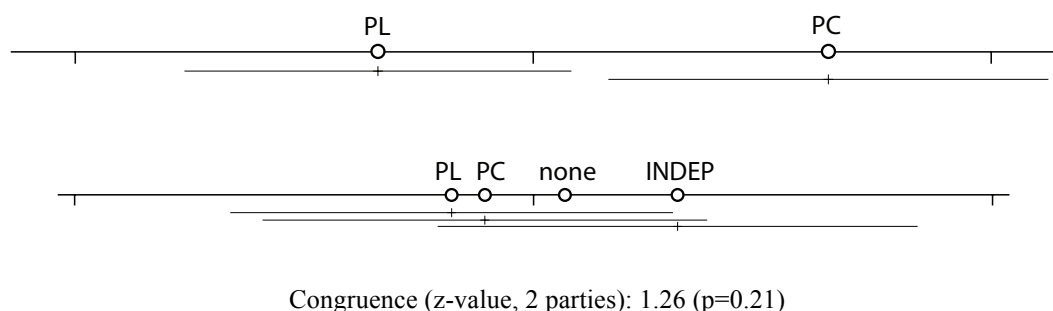 PL PC
PL PC none INDEP
Congruence (z-value, 2 parties): 1.26 (p=0.21)